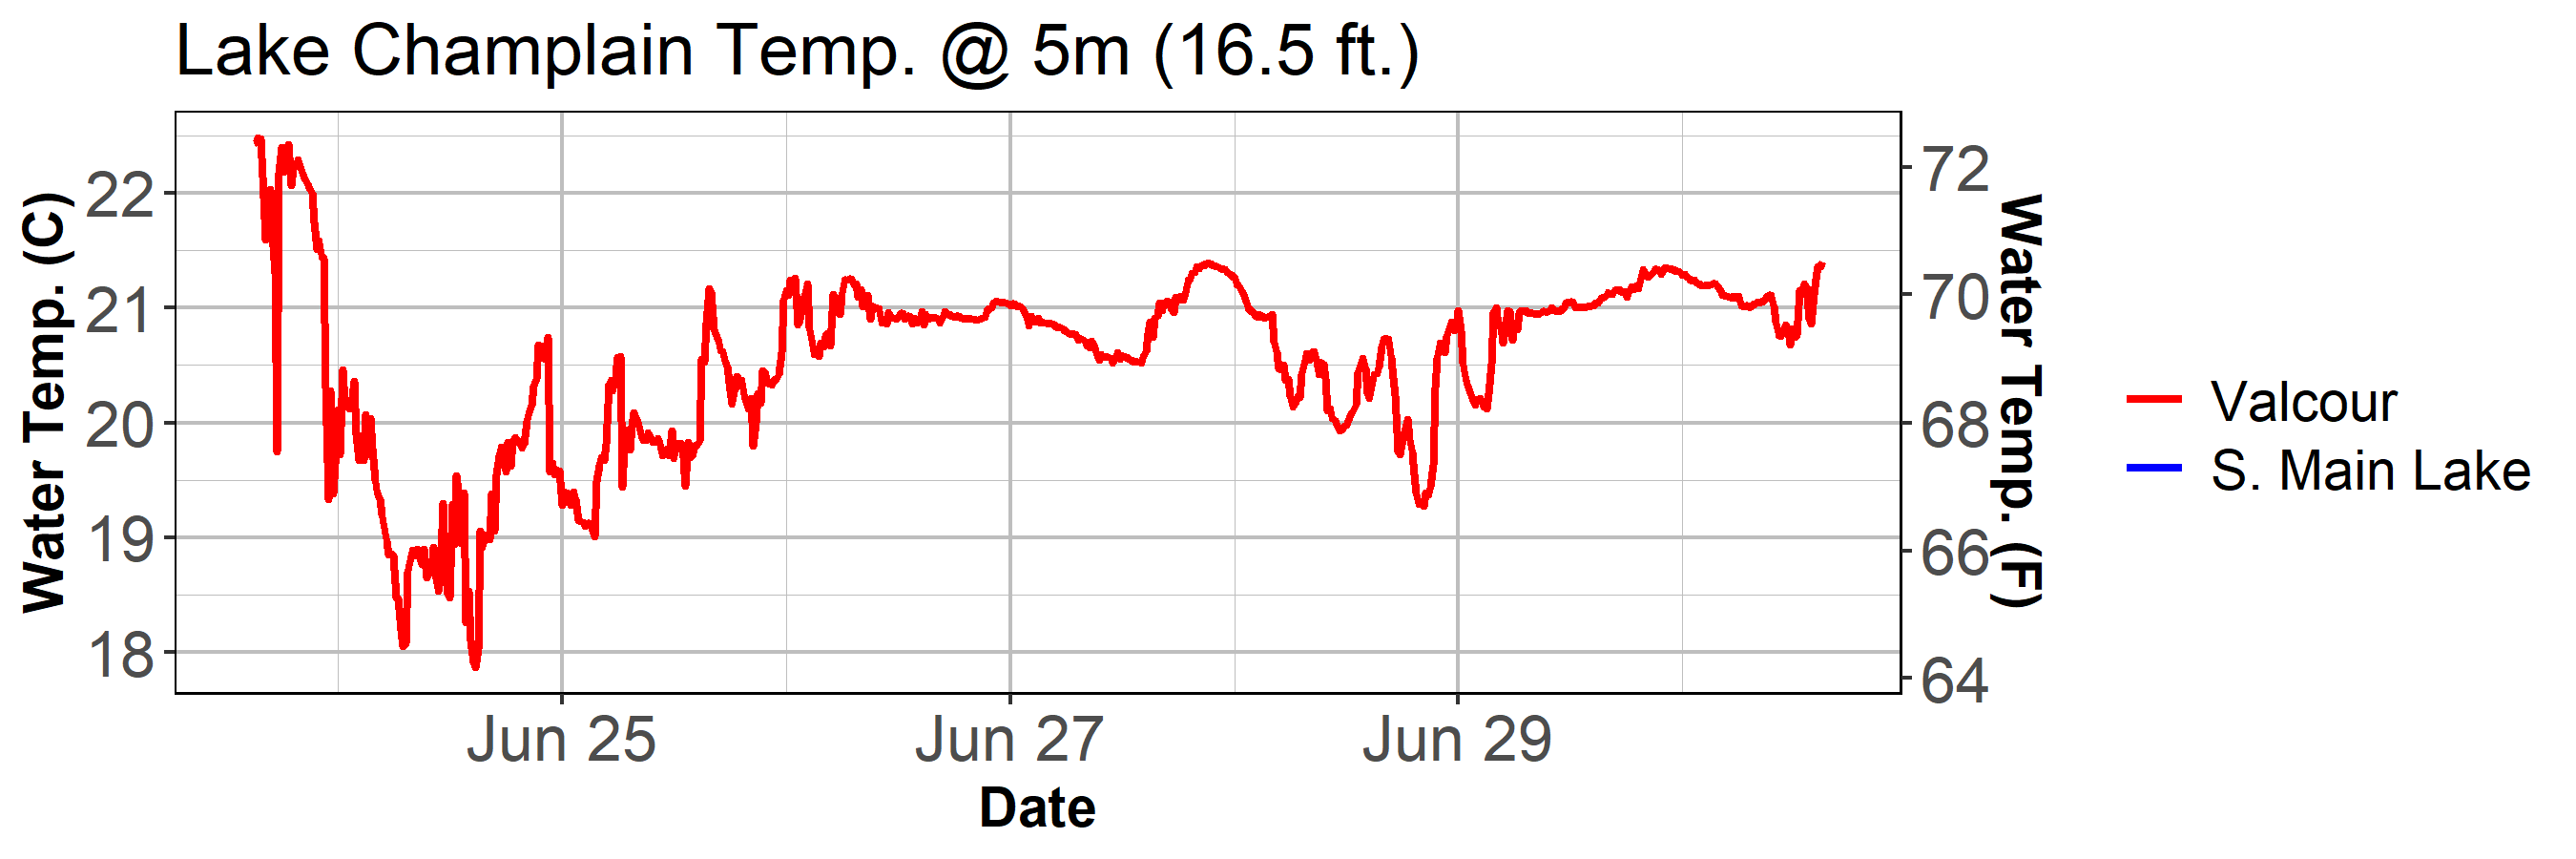 Lake Champlain Temp. @ 5m (16.5 ft.)
Water Temp. (C)
22
21
20
19
18
72
70
68
66
64
Water Temp. (F)
Jun 25
Jun 27
Jun 29
Date
Valcour
S. Main Lake